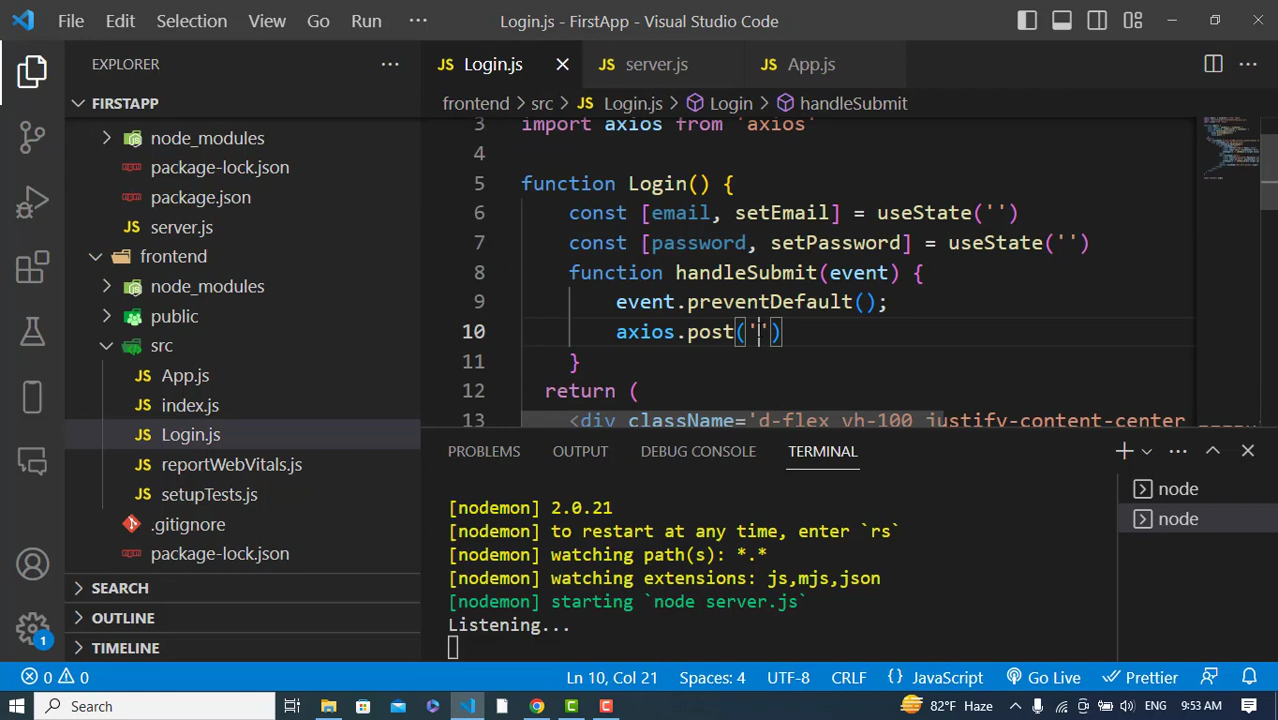 File Edit Selection View Go Run ··· Login.js - FirstApp - Visual Studio Code
EXPLORER ···
FIRSTAPP
node_modules
package-lock.json
package.json
server.js
frontend
node_modules
public
src
App.js
index.js
Login.js
reportWebVitals.js
setupTests.js
.gitignore
package-lock.json
SEARCH
OUTLINE
TIMELINE
JS Login.js JS server.js JS App.js ···
frontend > src > JS Login.js > Login > handleSubmit
3 import axios from 'axios'
4
5 function Login() {
6 const [email, setEmail] = useState('')
7 const [password, setPassword] = useState('')
8 function handleSubmit(event) {
9 event.preventDefault();
10 axios.post('')
11 }
12 return (
13 <div className='d-flex vh-100 justify-content-center
PROBLEMS OUTPUT DEBUG CONSOLE TERMINAL ···
[nodemon] 2.0.21
[nodemon] to restart at any time, enter `rs`
[nodemon] watching path(s): *.*
[nodemon] watching extensions: js,mjs,json
[nodemon] starting `node server.js`
Listening...
node
node
1
0 0 Ln 10, Col 21 Spaces: 4 UTF-8 CRLF {} JavaScript Go Live Prettier
Search 82°F Haze ENG 9:53 AM